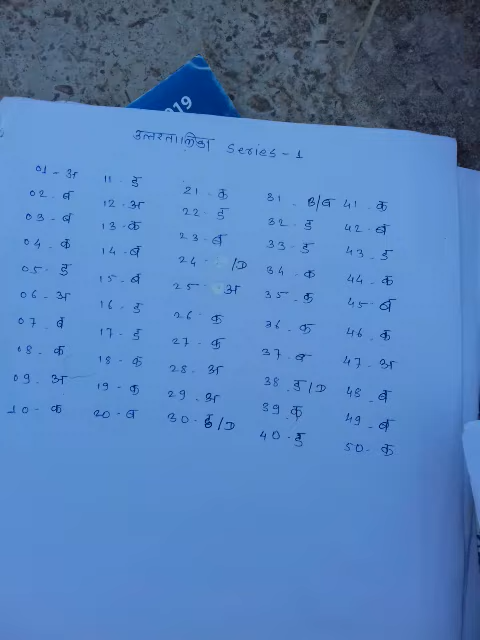 019
उत्तरतालिका Series-1
01 - अ
02 - ब
03 - ब
04 - क
05 - ड
06 - अ
07 - ब
08 - क
09 - अ
10 - क
11 - ड
12 - अ
13 - क
14 - ब
15 - ब
16 - ड
17 - ड
18 - क
19 - क
20 - ब
21 - क
22 - ड
23 - ब
24 - /D
25 - अ
26 - क
27 - क
28 - अ
29 - अ
30 - ड/D
31 - B/ब
32 - ड
33 - ड
34 - क
35 - क
36 - क
37 - ब
38 - ड/D
39 - क
40 - ड
41 - क
42 - ब
43 - ड
44 - क
45 - ब
46 - क
47 - अ
48 - ब
49 - ब
50 - क